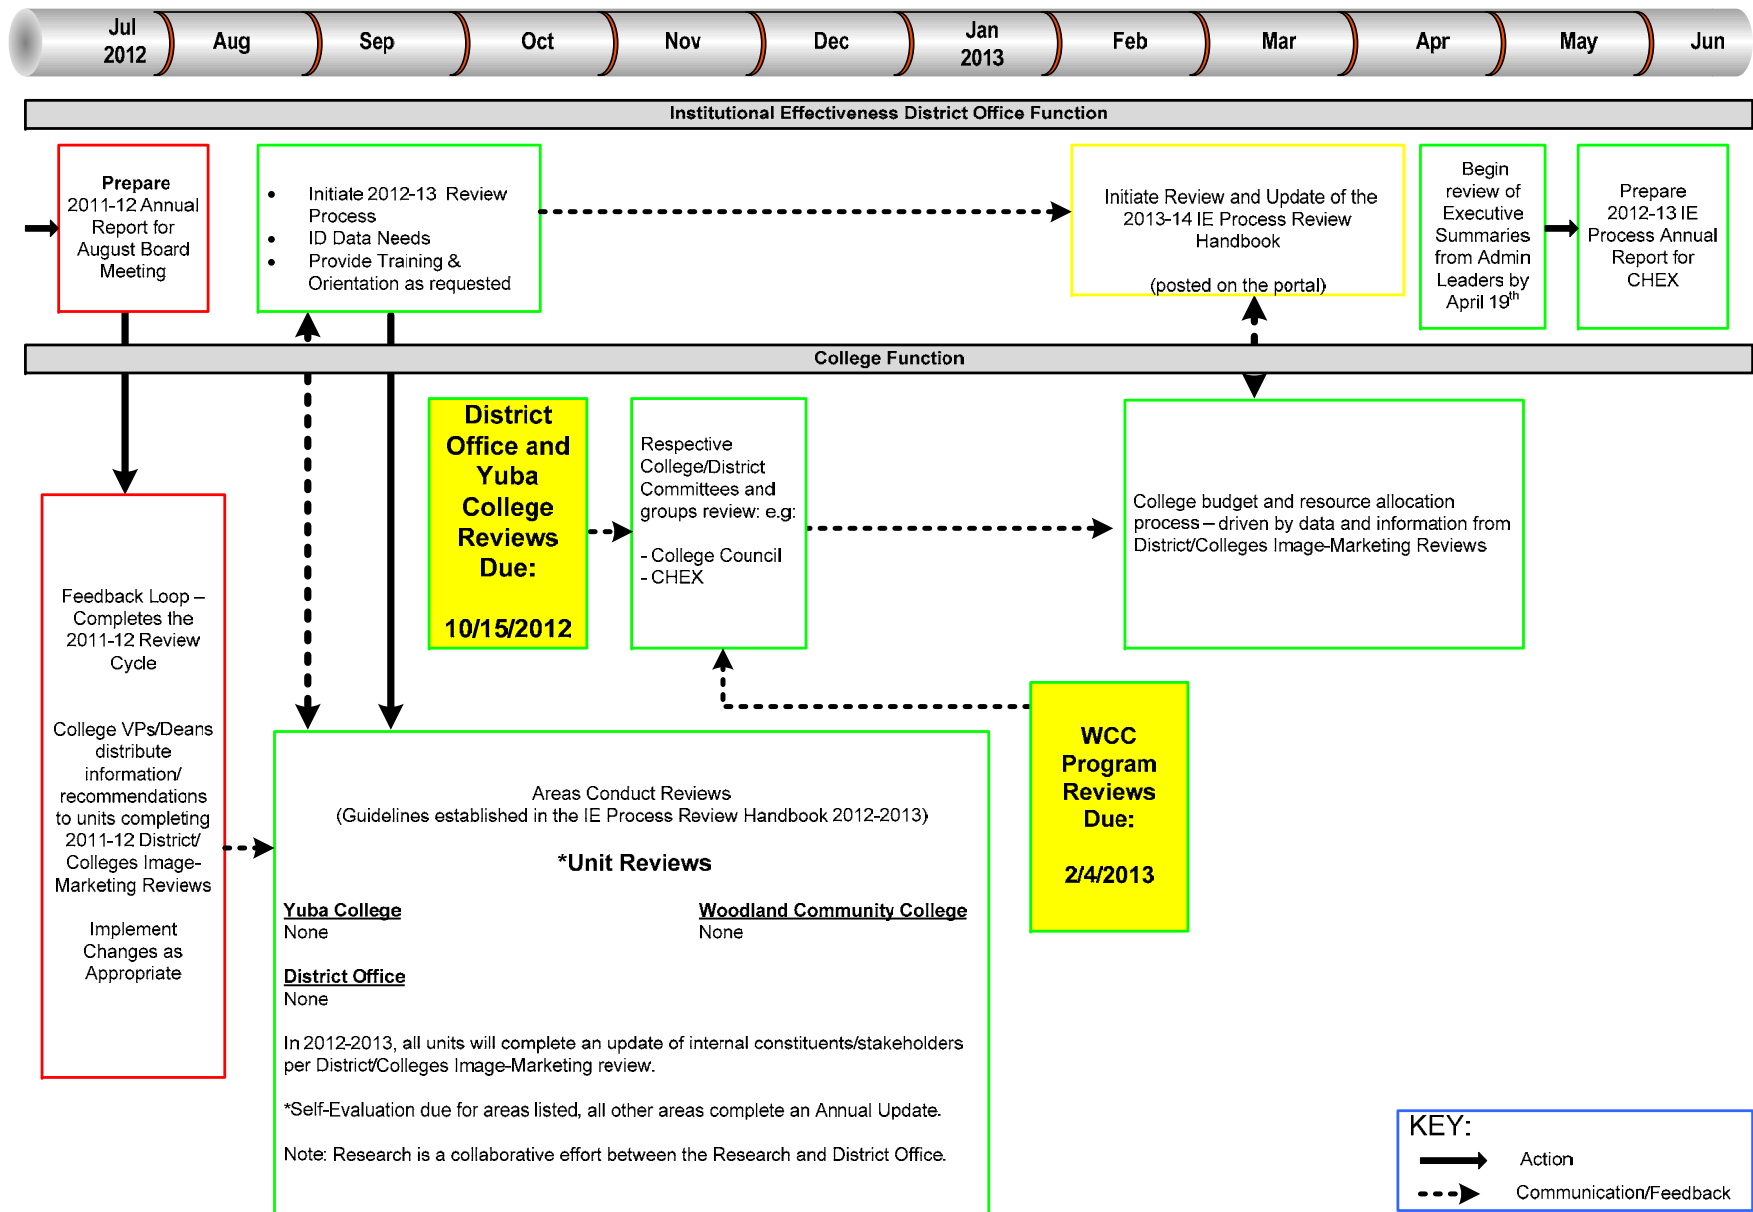 Jul
2012
Aug
Sep
Oct
Nov
Dec
Jan
2013
Feb
Mar
Apr
May
Jun
Institutional Effectiveness District Office Function
Prepare
2011-12 Annual
Report for
August Board
Meeting
• Initiate 2012-13 Review
Process
• ID Data Needs
• Provide Training &
Orientation as requested
Initiate Review and Update of the
2013-14 IE Process Review
Handbook
(posted on the portal)
Begin
review of
Executive
Summaries
from Admin
Leaders by
April 19th
Prepare
2012-13 IE
Process Annual
Report for
CHEX
College Function
District
Office and
Yuba
College
Reviews
Due:
10/15/2012
Respective
College/District
Committees and
groups review: e.g:
- College Council
- CHEX
College budget and resource allocation
process – driven by data and information from
District/Colleges Image-Marketing Reviews
Feedback Loop –
Completes the
2011-12 Review
Cycle
College VPs/Deans
distribute
information/
recommendations
to units completing
2011-12 District/
Colleges Image-
Marketing Reviews
Implement
Changes as
Appropriate
WCC
Program
Reviews
Due:
2/4/2013
Areas Conduct Reviews
(Guidelines established in the IE Process Review Handbook 2012-2013)
*Unit Reviews
Yuba College
None
Woodland Community College
None
District Office
None
In 2012-2013, all units will complete an update of internal constituents/stakeholders
per District/Colleges Image-Marketing review.
*Self-Evaluation due for areas listed, all other areas complete an Annual Update.
Note: Research is a collaborative effort between the Research and District Office.
KEY:
Action
Communication/Feedback